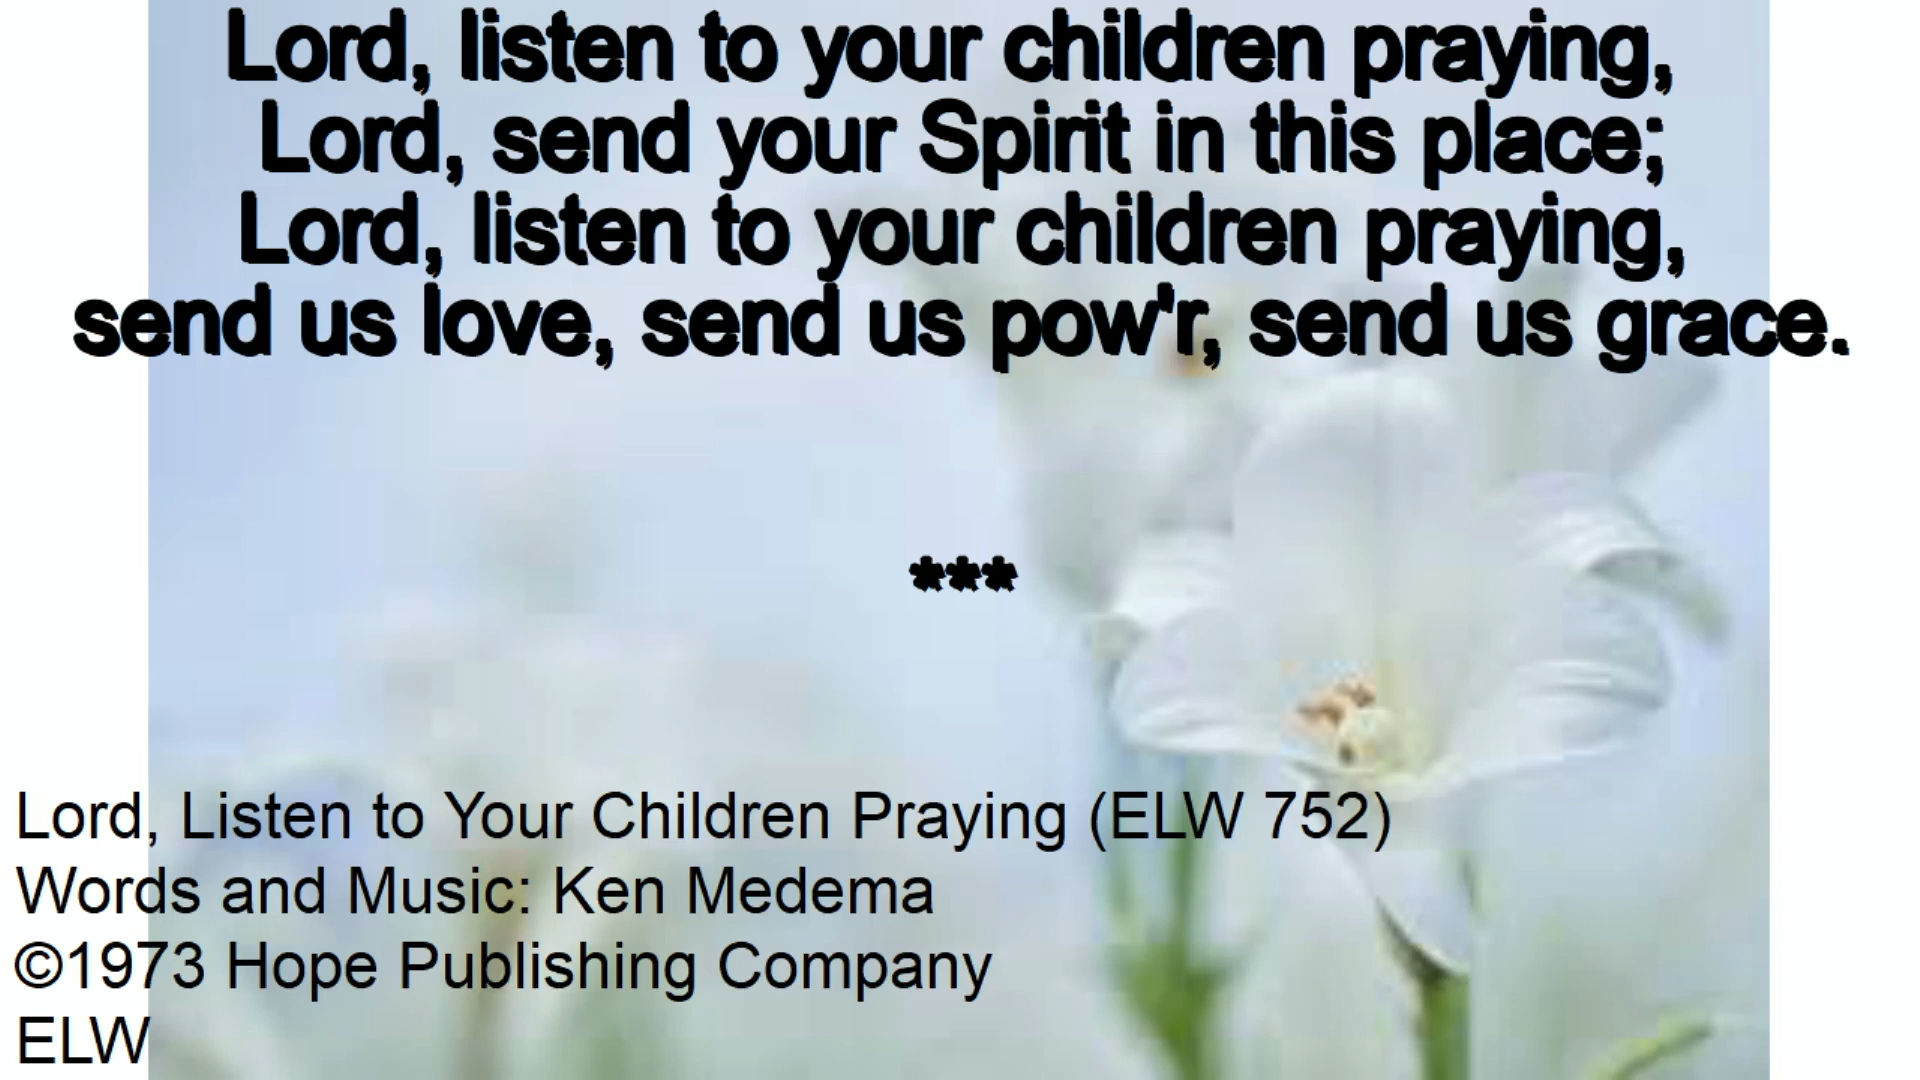 Lord, listen to your children praying,
Lord, send your Spirit in this place;
Lord, listen to your children praying,
send us love, send us pow'r, send us grace.
***
Lord, Listen to Your Children Praying (ELW 752)
Words and Music: Ken Medema
©1973 Hope Publishing Company
ELW